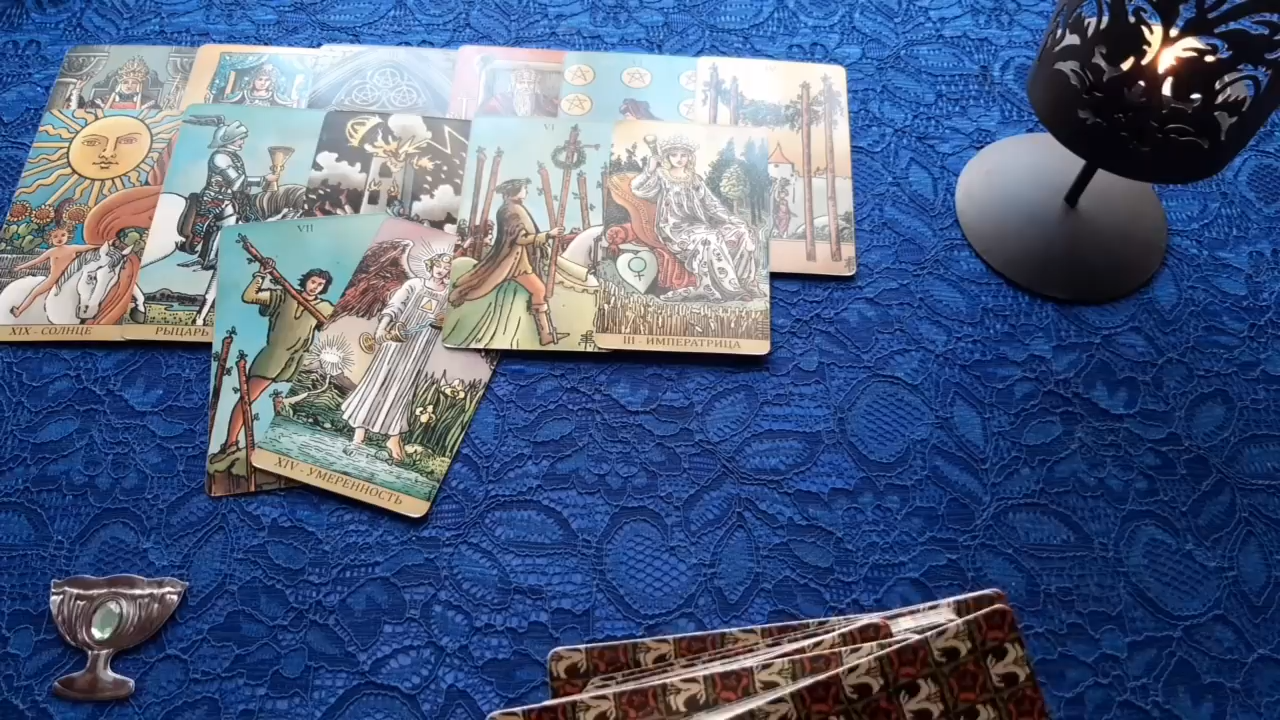 VI
VII
XIX - СОЛНЦЕ
РЫЦАРЬ
III - ИМПЕРАТРИЦА
XIV - УМЕРЕННОСТЬ